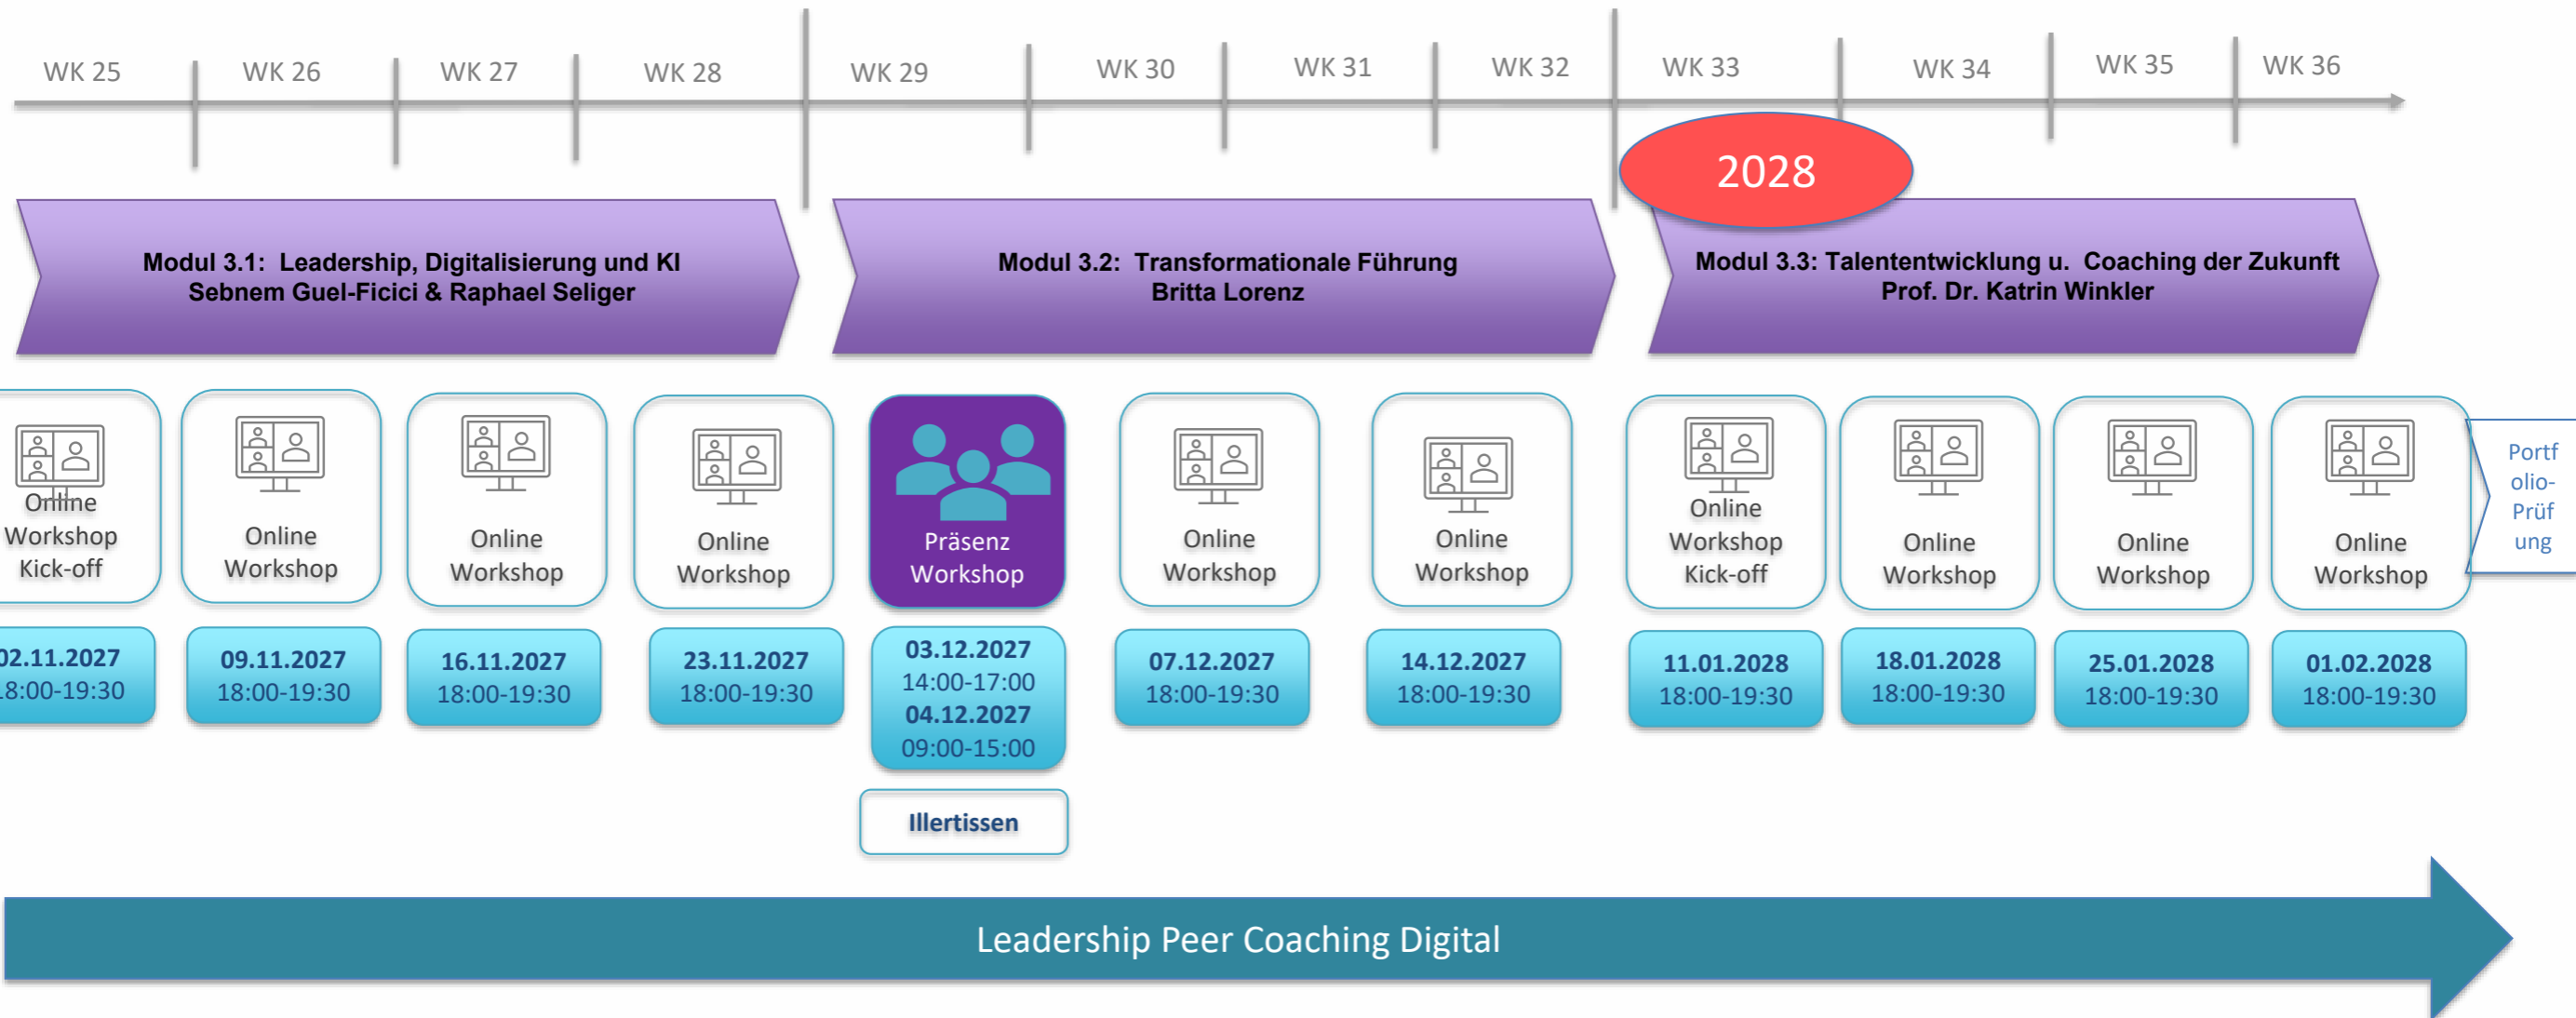 WK 25
WK 26
WK 27
WK 28
WK 29
WK 30
WK 31
WK 32
WK 33
WK 34
WK 35
WK 36
2028
Modul 3.1: Leadership, Digitalisierung und KI
Sebnem Guel-Ficici & Raphael Seliger
Modul 3.2: Transformationale Führung
Britta Lorenz
Modul 3.3: Talententwicklung u. Coaching der Zukunft
Prof. Dr. Katrin Winkler
Online
Workshop
Kick-off
Online
Workshop
Online
Workshop
Online
Workshop
Präsenz
Workshop
Online
Workshop
Online
Workshop
Online
Workshop
Kick-off
Online
Workshop
Online
Workshop
Online
Workshop
Portf
olio-
Prüf
ung
02.11.2027
18:00-19:30
09.11.2027
18:00-19:30
16.11.2027
18:00-19:30
23.11.2027
18:00-19:30
03.12.2027
14:00-17:00
04.12.2027
09:00-15:00
07.12.2027
18:00-19:30
14.12.2027
18:00-19:30
11.01.2028
18:00-19:30
18.01.2028
18:00-19:30
25.01.2028
18:00-19:30
01.02.2028
18:00-19:30
Illertissen
Leadership Peer Coaching Digital